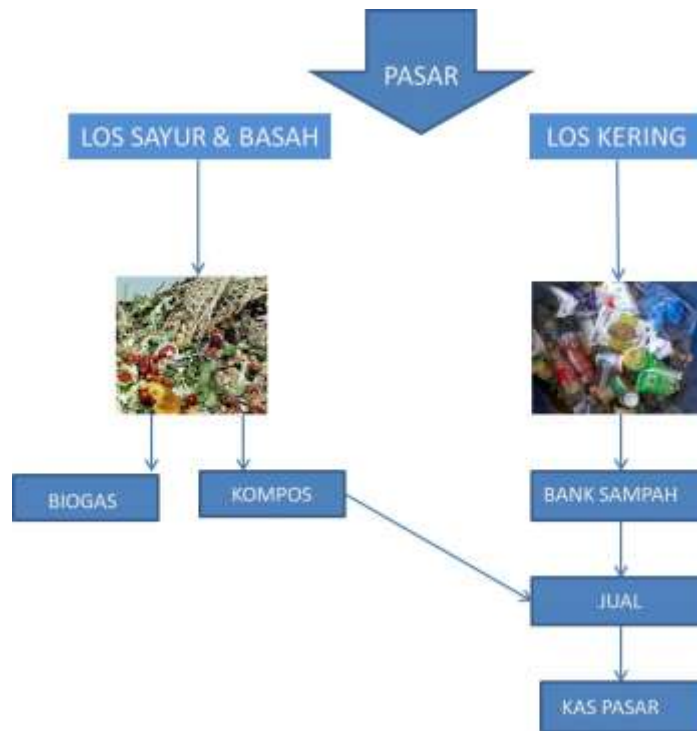 PASAR
LOS SAYUR & BASAH
LOS KERING
BIOGAS
KOMPOS
BANK SAMPAH
JUAL
KAS PASAR